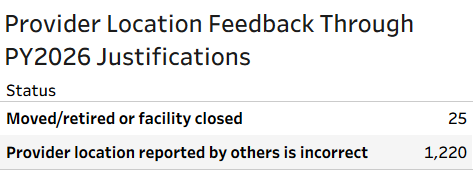 Provider Location Feedback Through
PY2026 Justifications
Status
Moved/retired or facility closed 25
Provider location reported by others is incorrect 1,220